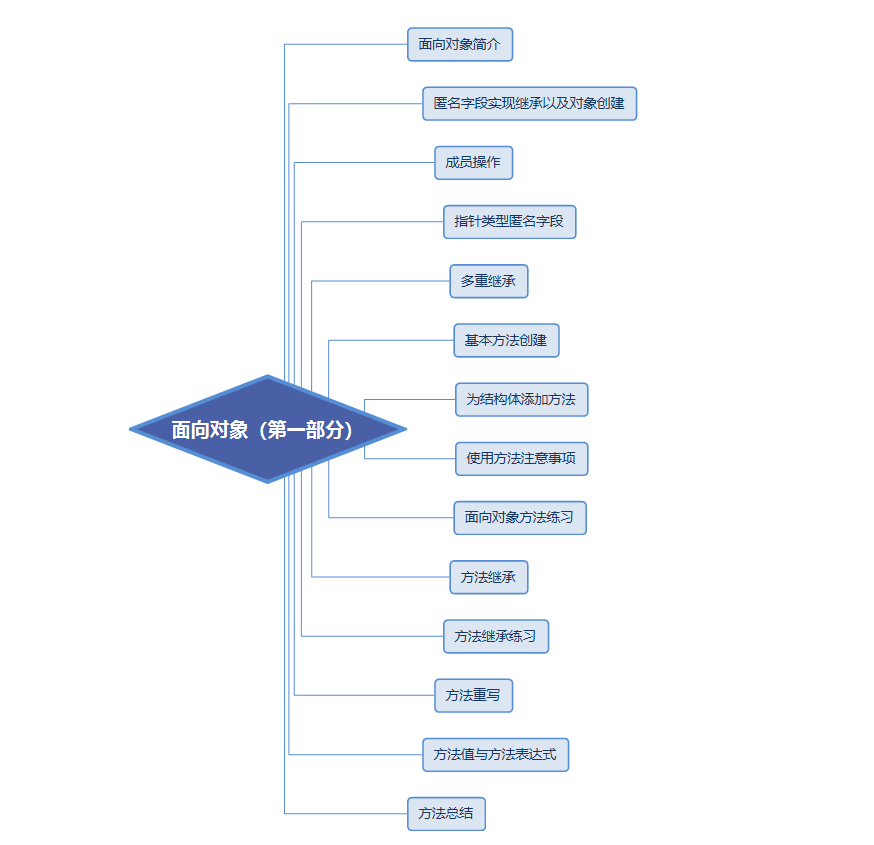 面向对象简介
匿名字段实现继承以及对象创建
成员操作
指针类型匿名字段
多重继承
基本方法创建
为结构体添加方法
面向对象（第一部分）
使用方法注意事项
面向对象方法练习
方法继承
方法继承练习
方法重写
方法值与方法表达式
方法总结